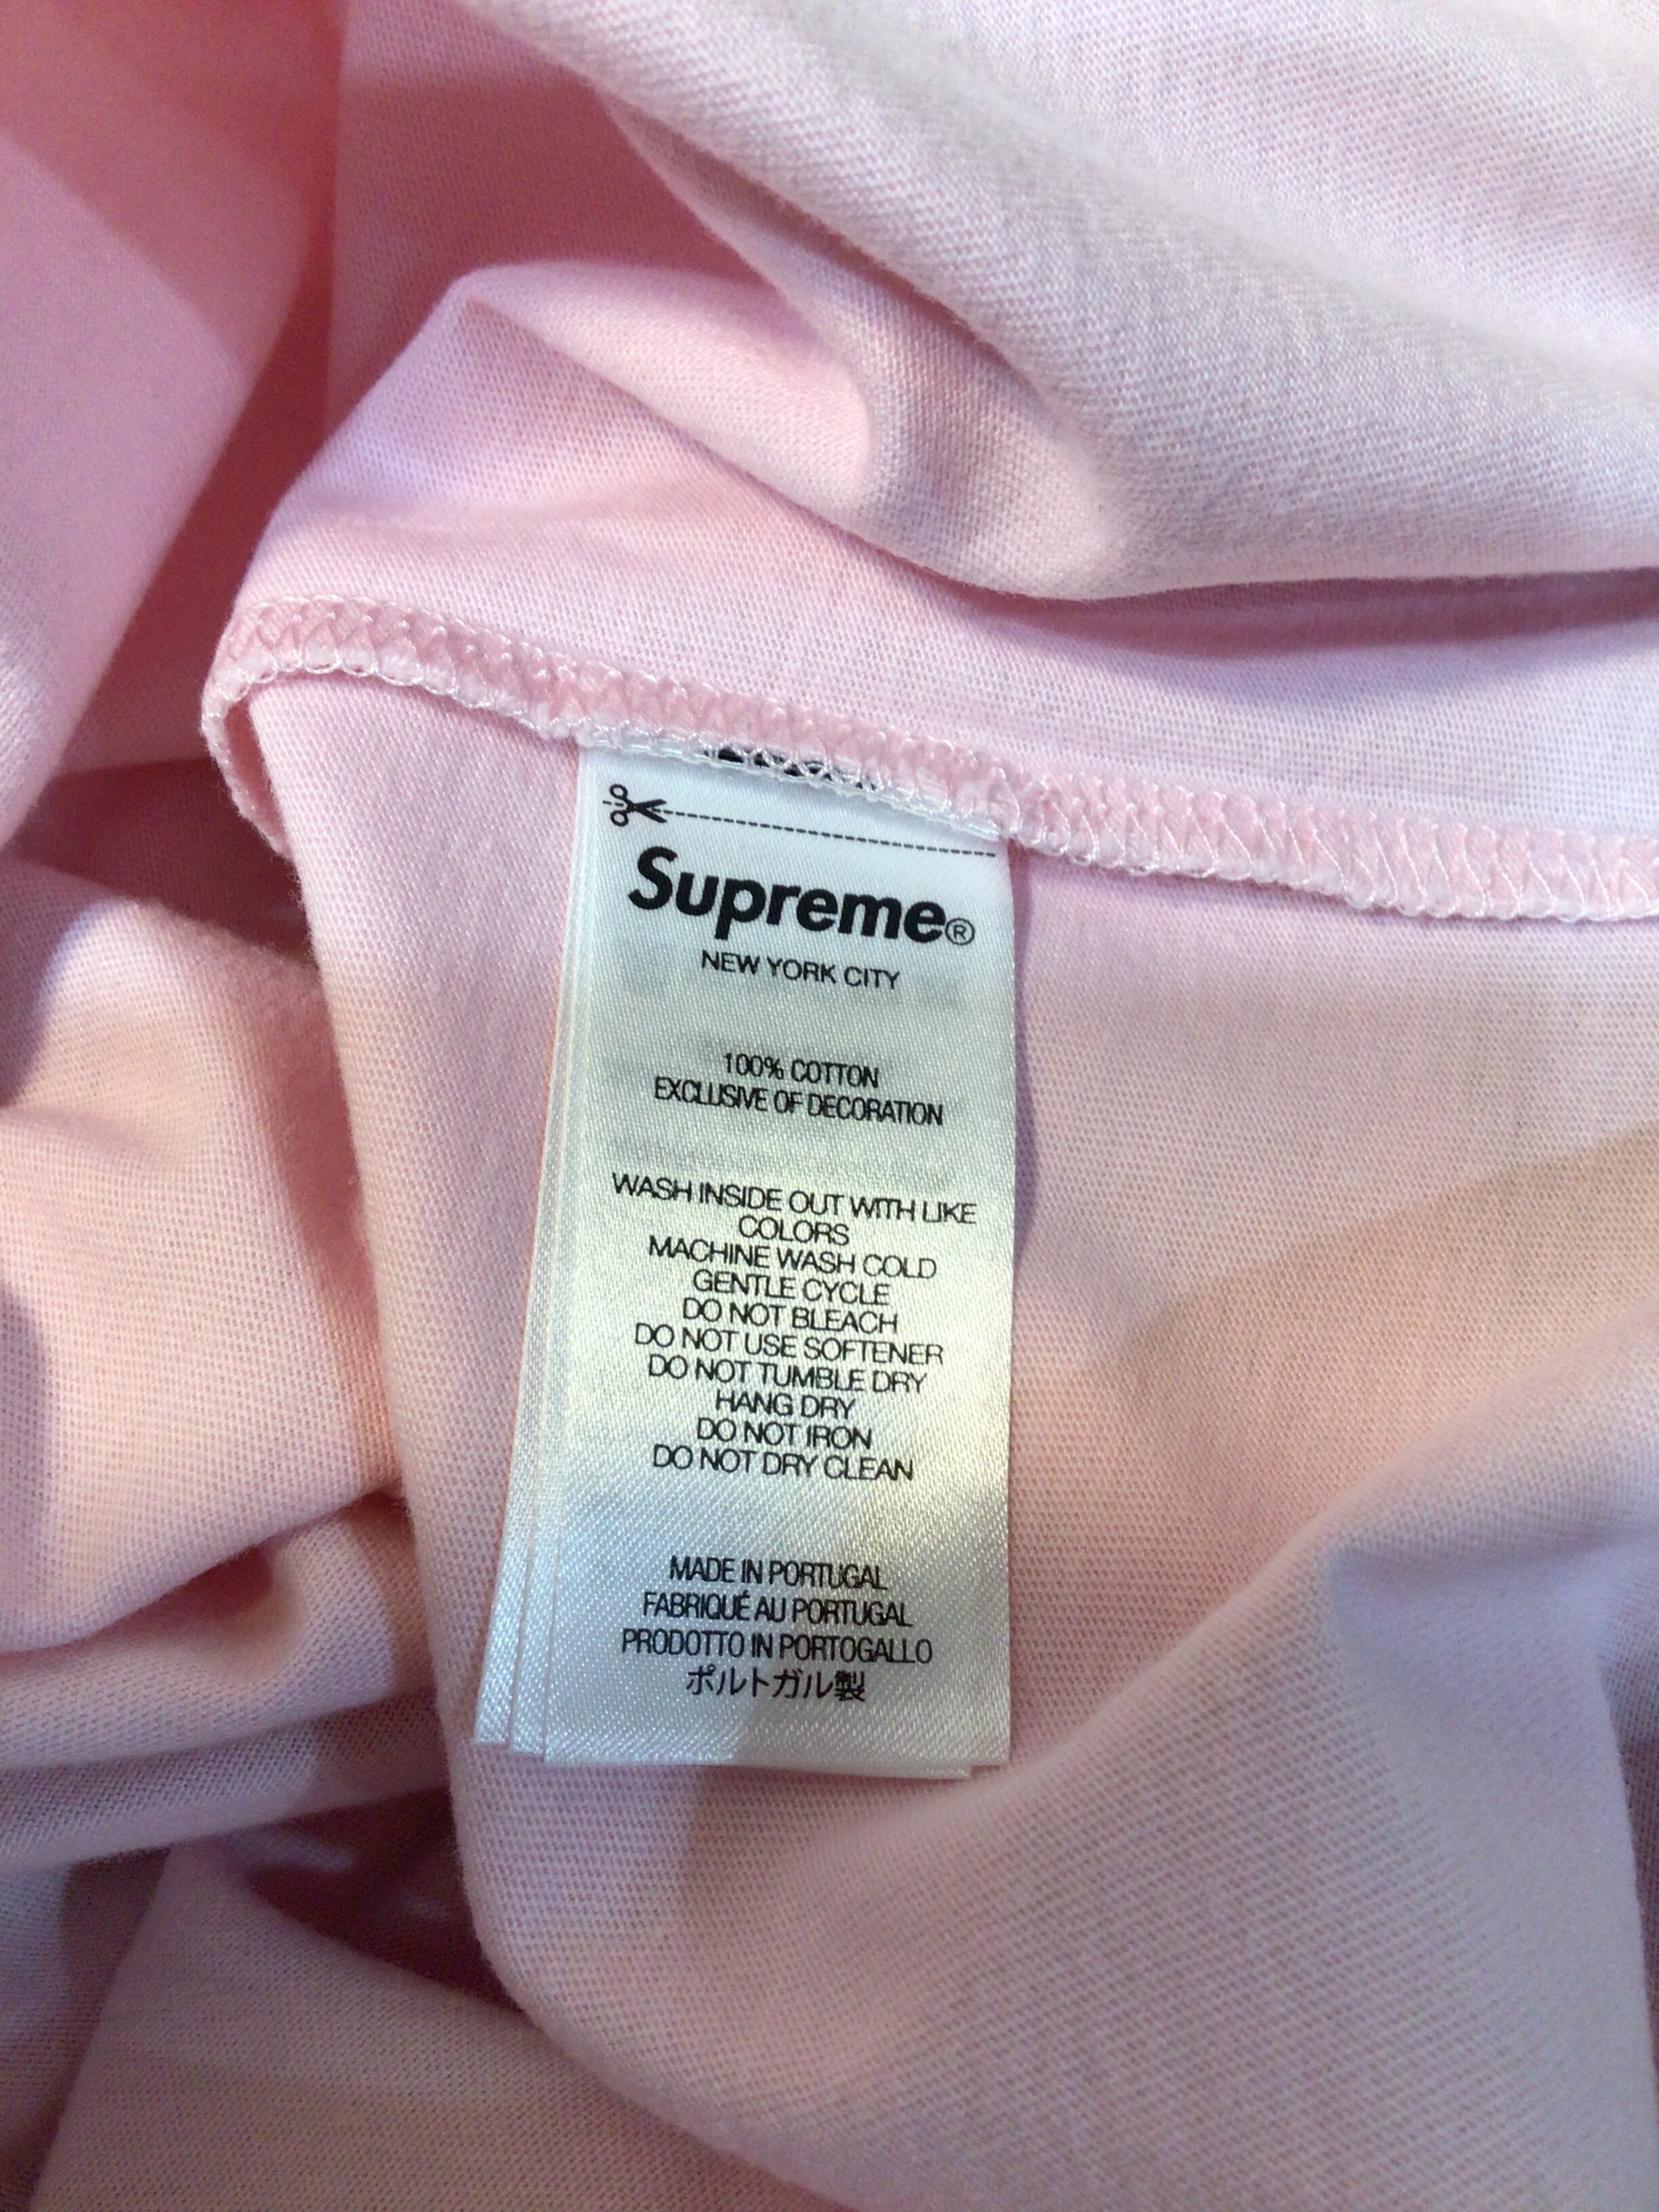 Supreme®
NEW YORK CITY
100% COTTON
EXCLUSIVE OF DECORATION
WASH INSIDE OUT WITH LIKE
COLORS
MACHINE WASH COLD
GENTLE CYCLE
DO NOT BLEACH
DO NOT USE SOFTENER
DO NOT TUMBLE DRY
HANG DRY
DO NOT IRON
DO NOT DRY CLEAN
MADE IN PORTUGAL
FABRIQUÉ AU PORTUGAL
PRODOTTO IN PORTOGALLO
ポルトガル製